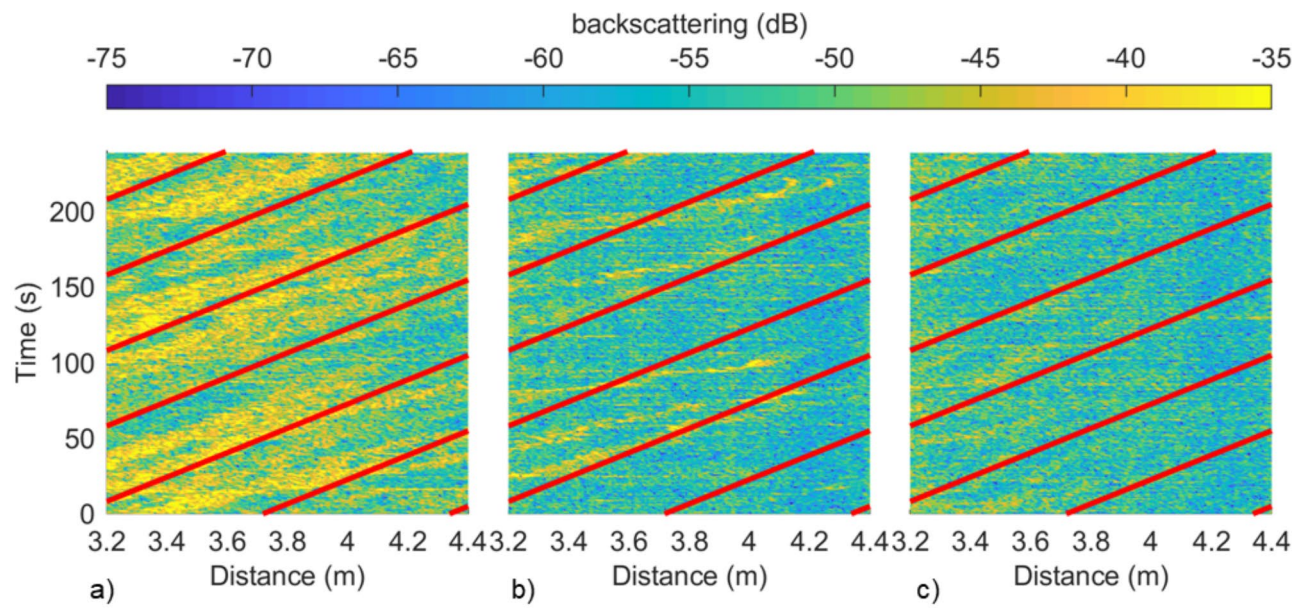 backscattering (dB)
-75 -70 -65 -60 -55 -50 -45 -40 -35
Time (s)
200
150
100
50
0
3.2 3.4 3.6 3.8 4 4.2 4.4
3.2 3.4 3.6 3.8 4 4.2 4.4
3.2 3.4 3.6 3.8 4 4.2 4.4
Distance (m) Distance (m) Distance (m)
a) b) c)